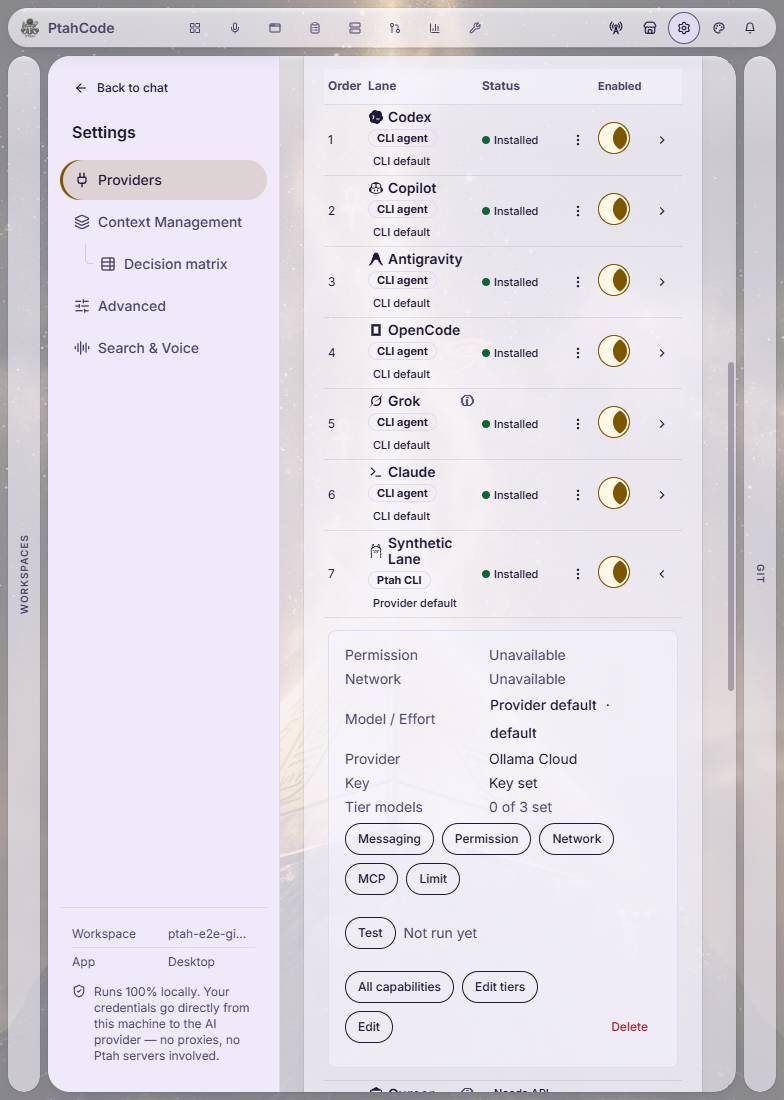 PtahCode
WORKSPACES
Back to chat
Settings
Providers
Context Management
Decision matrix
Advanced
Search & Voice
Workspace ptah-e2e-gi...
App Desktop
Runs 100% locally. Your
credentials go directly from
this machine to the AI
provider — no proxies, no
Ptah servers involved.
Order Lane Status Enabled
Codex
1 CLI agent Installed
CLI default
Copilot
2 CLI agent Installed
CLI default
Antigravity
3 CLI agent Installed
CLI default
OpenCode
4 CLI agent Installed
CLI default
Grok
5 CLI agent Installed
CLI default
Claude
6 CLI agent Installed
CLI default
Synthetic
Lane
7 Ptah CLI Installed
Provider default
Permission Unavailable
Network Unavailable
Model / Effort Provider default ·
default
Provider Ollama Cloud
Key Key set
Tier models 0 of 3 set
Messaging Permission Network
MCP Limit
Test Not run yet
All capabilities Edit tiers
Edit Delete
GIT